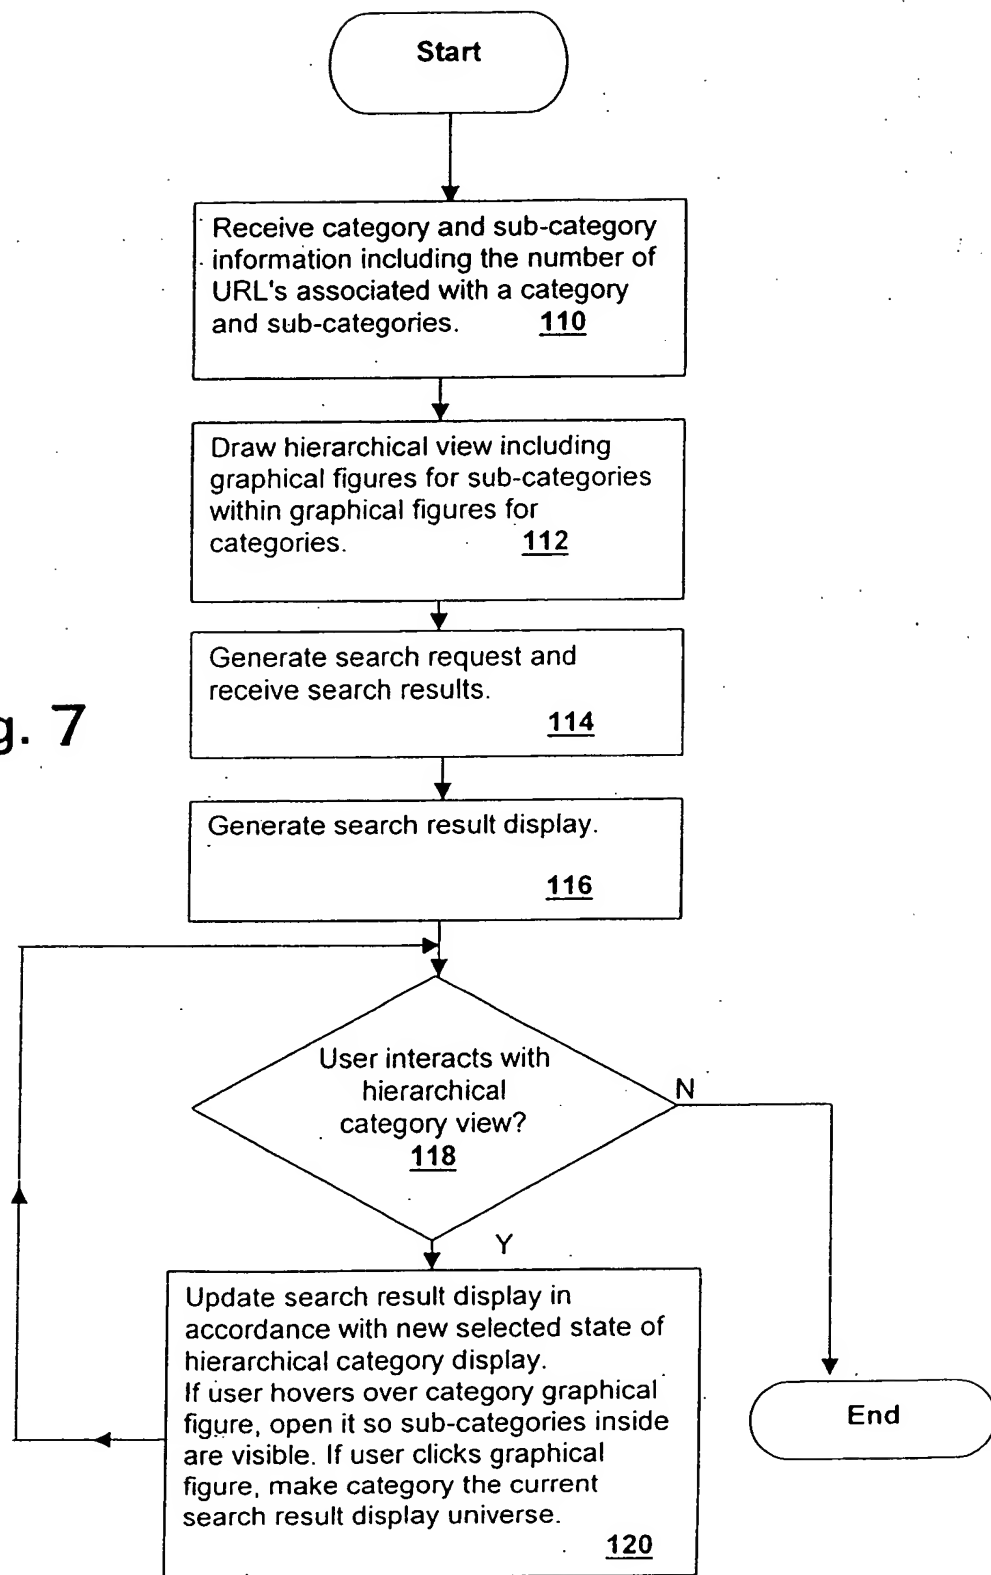 Start
Receive category and sub-category
information including the number of
URL's associated with a category
and sub-categories. 110
Draw hierarchical view including
graphical figures for sub-categories
within graphical figures for
categories. 112
Generate search request and
receive search results.
114
g. 7
Generate search result display.
116
User interacts with
hierarchical
category view?
118
N
Y
Update search result display in
accordance with new selected state of
hierarchical category display.
If user hovers over category graphical
figure, open it so sub-categories inside
are visible. If user clicks graphical
figure, make category the current
search result display universe.
120
End